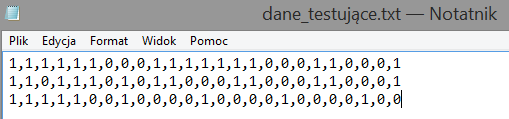 dane_testujące.txt — Notatnik
Plik Edycja Format Widok Pomoc
1,1,1,1,1,1,0,0,0,1,1,1,1,1,1,1,0,0,0,1,1,0,0,0,1
1,1,0,1,1,1,0,1,0,1,1,0,0,0,1,1,0,0,0,1,1,0,0,0,1
1,1,1,1,1,0,0,1,0,0,0,0,1,0,0,0,0,1,0,0,0,0,1,0,0